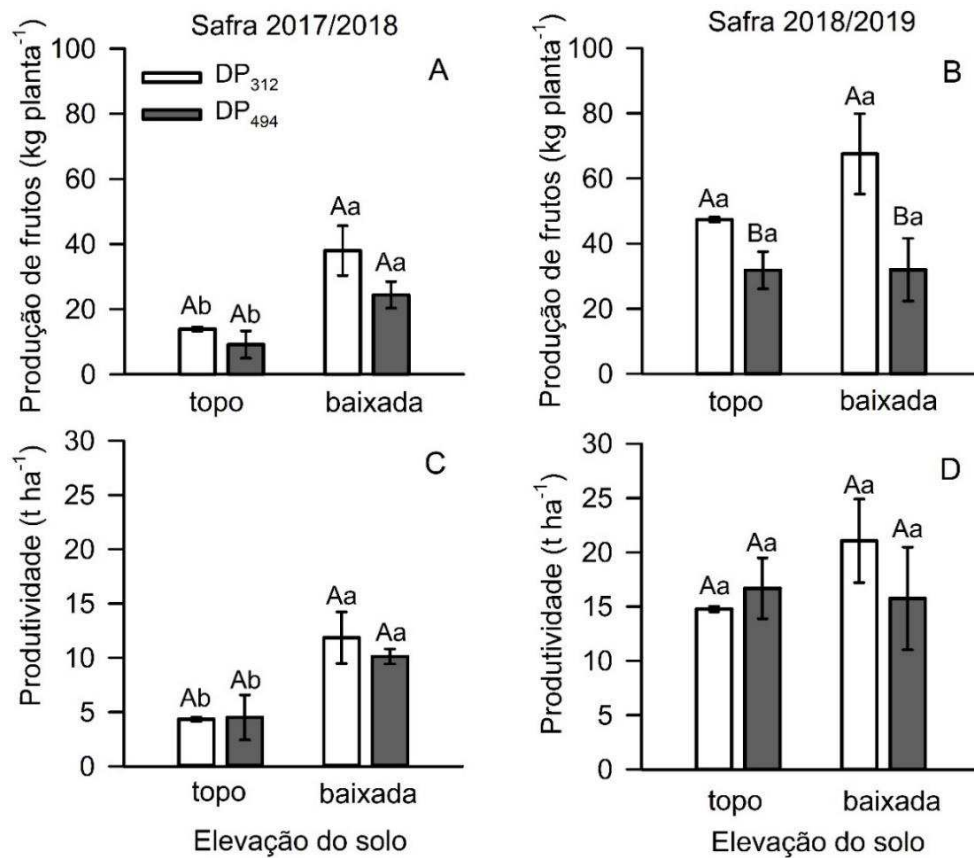 Safra 2017/2018
Produção de frutos (kg planta⁻¹)
100
80
60
40
20
0
A
DP₃₁₂
DP₄₉₄
Ab
Ab
Aa
Aa
topo
baixada
Safra 2018/2019
Produção de frutos (kg planta⁻¹)
100
80
60
40
20
0
B
Aa
Ba
Aa
Ba
topo
baixada
Produtividade (t ha⁻¹)
30
25
20
15
10
5
0
C
Ab
Ab
Aa
Aa
topo
baixada
Elevação do solo
Produtividade (t ha⁻¹)
30
25
20
15
10
5
0
D
Aa
Aa
Aa
Aa
topo
baixada
Elevação do solo